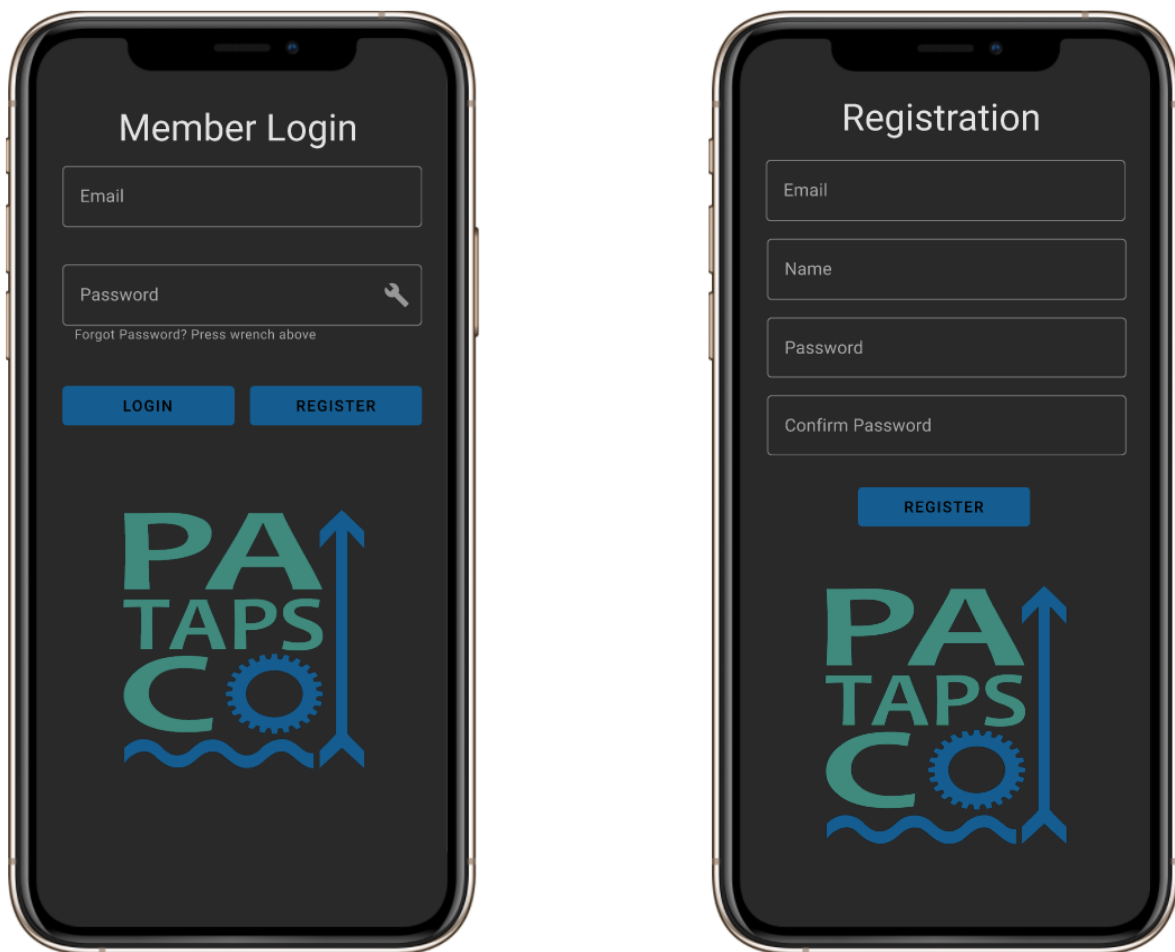 Member Login
Email
Password
Forgot Password? Press wrench above
LOGIN
REGISTER
PA
TAPS
CO
Registration
Email
Name
Password
Confirm Password
REGISTER
PA
TAPS
CO